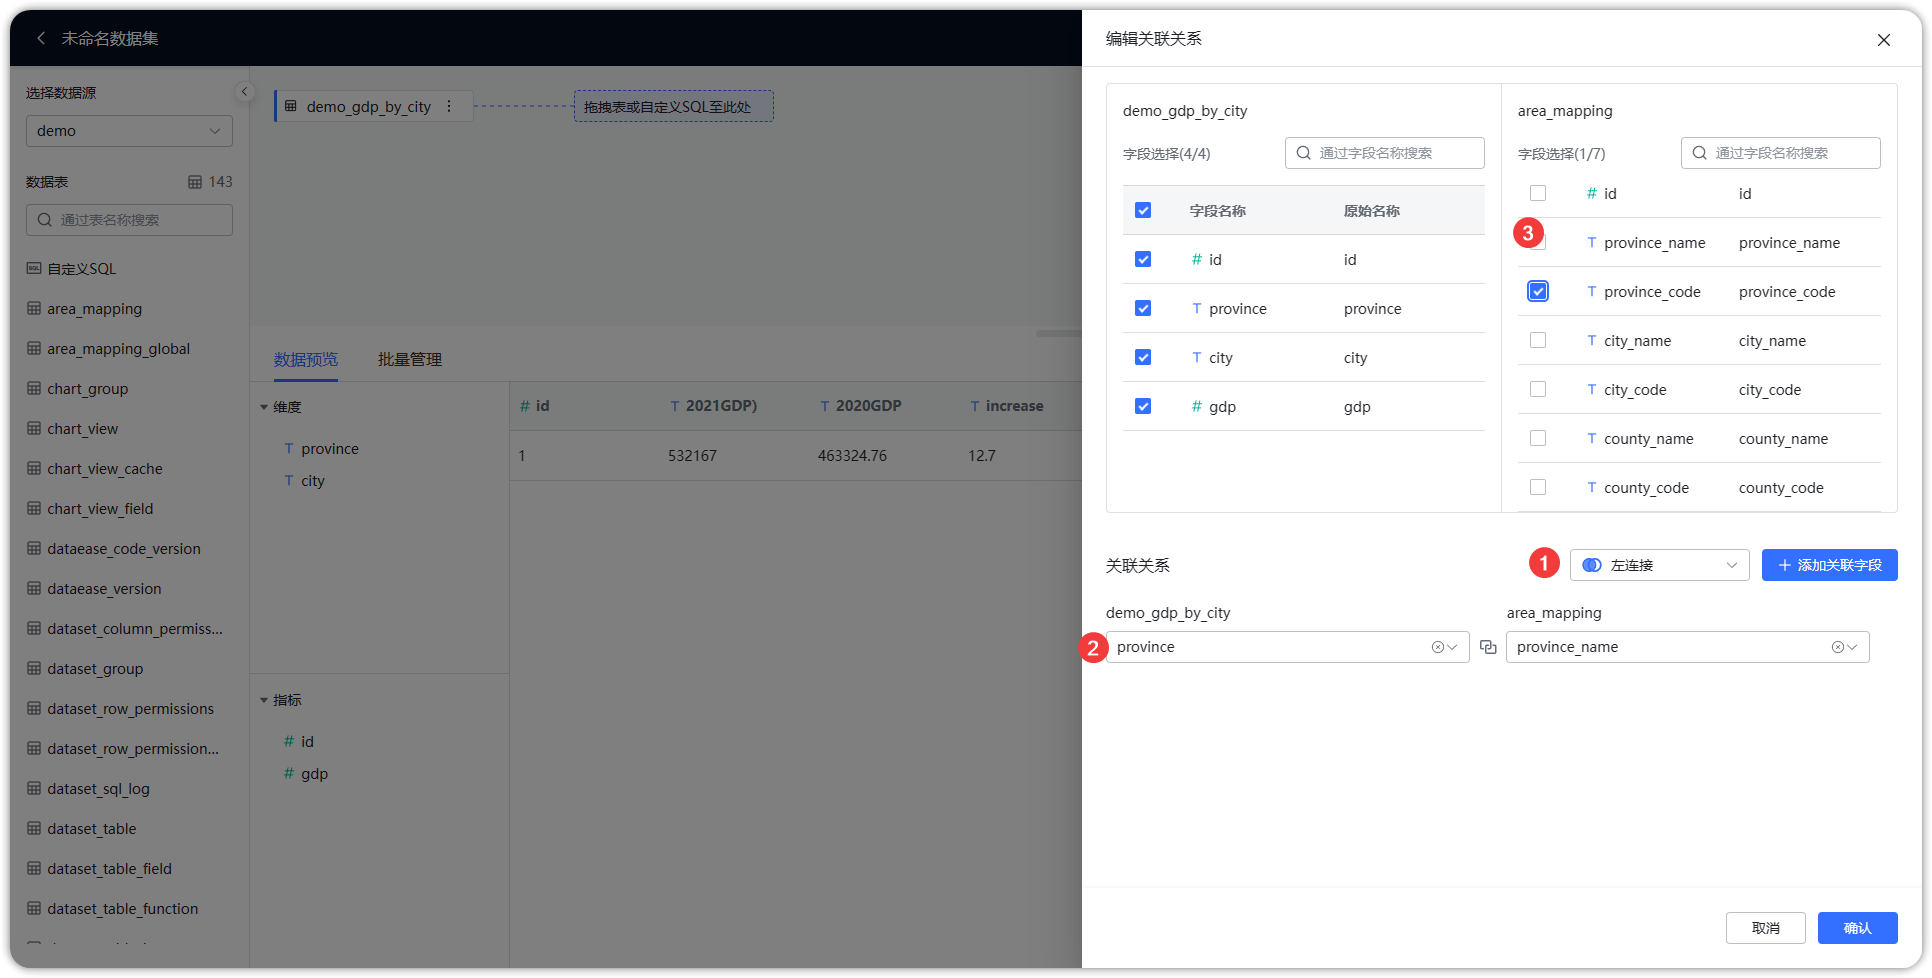 未命名数据集
选择数据源
demo
数据表
143
通过表名称搜索
自定义SQL
area_mapping
area_mapping_global
chart_group
chart_view
chart_view_cache
chart_view_field
dataease_code_version
dataease_version
dataset_column_permiss...
dataset_group
dataset_row_permissions
dataset_row_permission...
dataset_sql_log
dataset_table
dataset_table_field
dataset_table_function
demo_gdp_by_city
拖拽表或自定义SQL至此处
数据预览 批量管理
维度
T province
T city
指标
# id
# gdp
# id T 2021GDP) T 2020GDP T increase
1 532167 463324.76 12.7
编辑关联关系
demo_gdp_by_city
字段选择(4/4)
通过字段名称搜索
字段名称 原始名称
# id id
T province province
T city city
# gdp gdp
area_mapping
字段选择(1/7)
通过字段名称搜索
# id id
3
T province_name province_name
T province_code province_code
T city_name city_name
T city_code city_code
T county_name county_name
T county_code county_code
关联关系
1
左连接
添加关联字段
demo_gdp_by_city
area_mapping
2
province
province_name
取消
确认